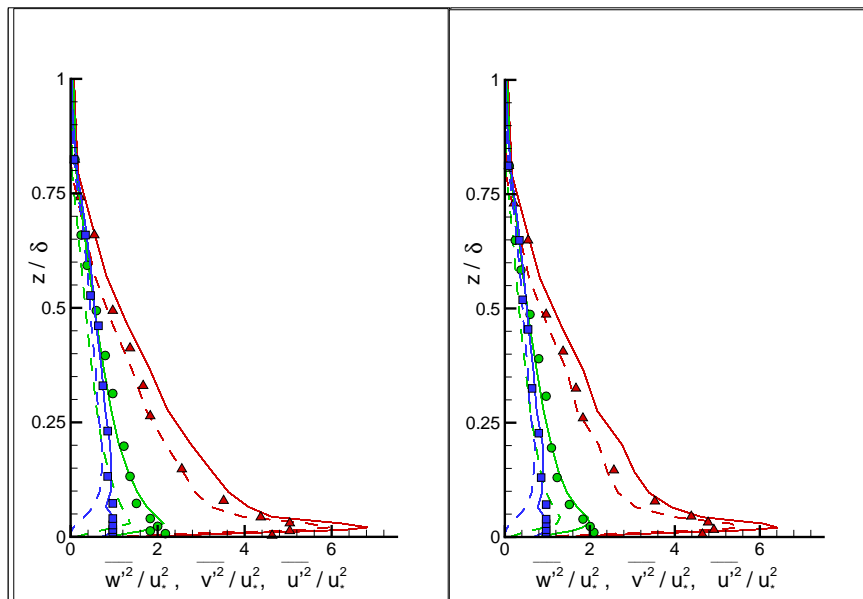 1
0.75
z / δ
0.5
0.25
0
0 2 4 6
w'² / u*² , v'² / u*², u'² / u*²
1
0.75
z / δ
0.5
0.25
0
0 2 4 6
w'² / u*² , v'² / u*², u'² / u*²